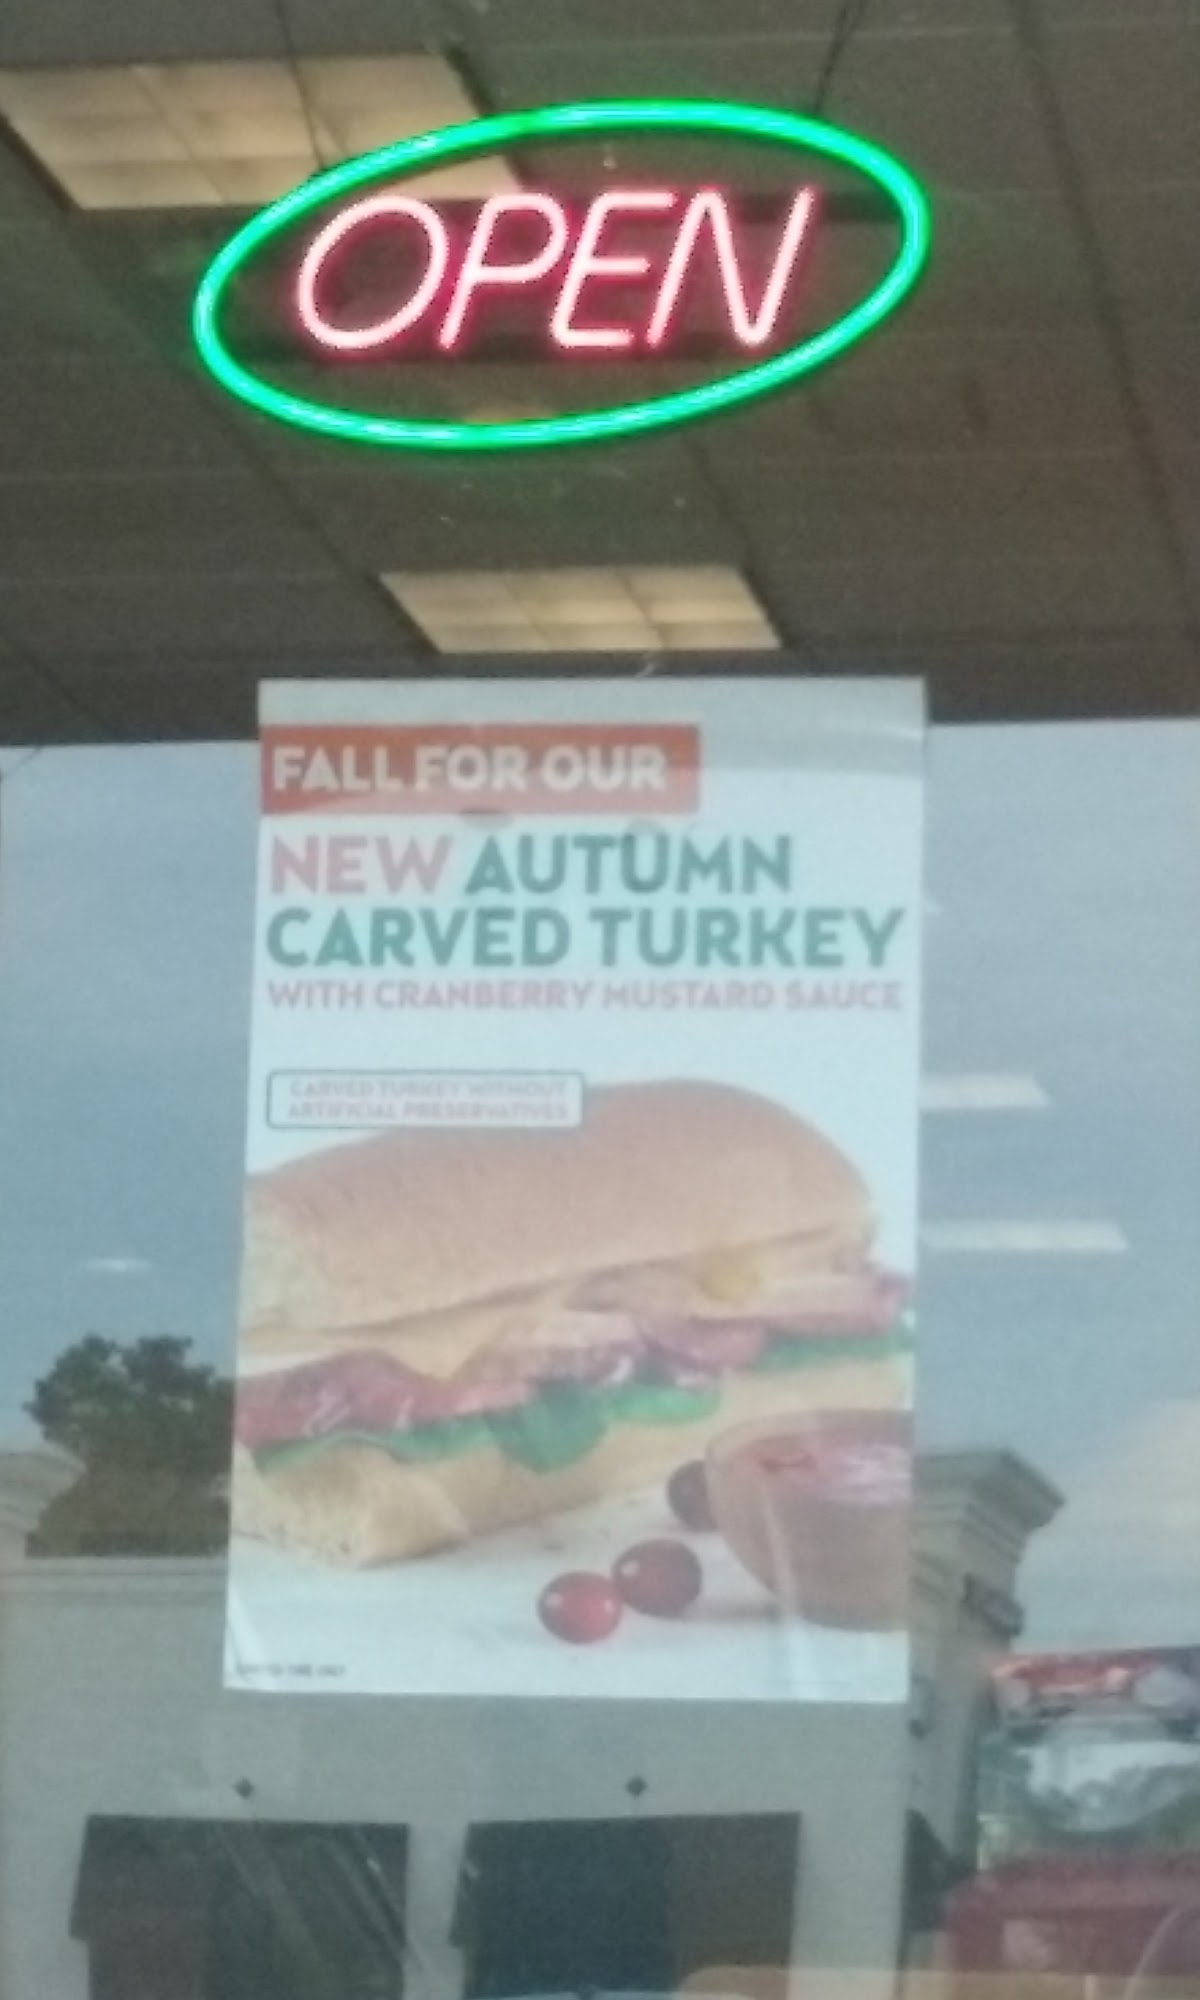 OPEN
FALL FOR OUR
NEW AUTUMN
CARVED TURKEY
WITH CRANBERRY MUSTARD SAUCE
CARVED TURKEY WITHOUT
ARTIFICIAL PRESERVATIVES